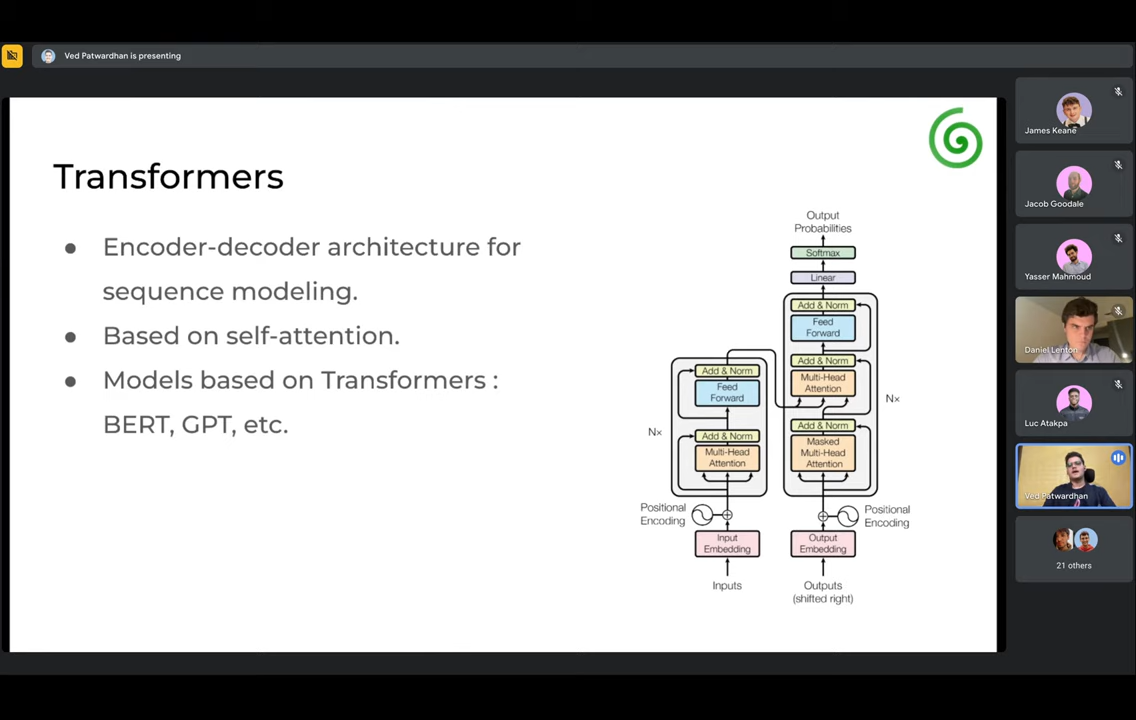 Ved Patwardhan is presenting
Transformers
● Encoder-decoder architecture for
sequence modeling.
● Based on self-attention.
● Models based on Transformers :
BERT, GPT, etc.
Output
Probabilities
Softmax
Linear
Add & Norm
Feed
Forward
Add & Norm
Multi-Head
Attention
Add & Norm
Masked
Multi-Head
Attention
Nx
Add & Norm
Feed
Forward
Add & Norm
Multi-Head
Attention
Nx
Positional
Encoding
Positional
Encoding
Input
Embedding
Output
Embedding
Inputs
Outputs
(shifted right)
James Keane
Jacob Goodale
Yasser Mahmoud
Daniel Lenton
Luc Atakpa
Ved Patwardhan
21 others